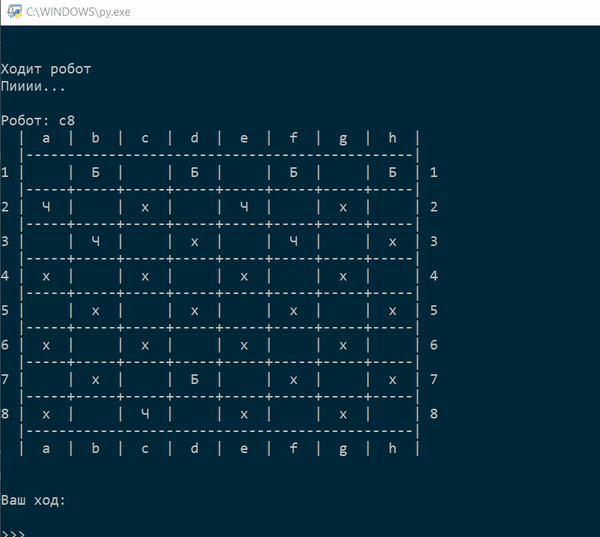 C:\WINDOWS\py.exe
Ходит робот
Пииии...
Робот: c8
  |  a  |  b  |  c  |  d  |  e  |  f  |  g  |  h  |
  |-----------------------------------------------|
1 |     |  Б  |     |  Б  |     |  Б  |     |  Б  | 1
  |-----+-----+-----+-----+-----+-----+-----+-----|
2 |  Ч  |     |  x  |     |  Ч  |     |  x  |     | 2
  |-----+-----+-----+-----+-----+-----+-----+-----|
3 |     |  Ч  |     |  x  |     |  Ч  |     |  x  | 3
  |-----+-----+-----+-----+-----+-----+-----+-----|
4 |  x  |     |  x  |     |  x  |     |  x  |     | 4
  |-----+-----+-----+-----+-----+-----+-----+-----|
5 |     |  x  |     |  x  |     |  x  |     |  x  | 5
  |-----+-----+-----+-----+-----+-----+-----+-----|
6 |  x  |     |  x  |     |  x  |     |  x  |     | 6
  |-----+-----+-----+-----+-----+-----+-----+-----|
7 |     |  x  |     |  Б  |     |  x  |     |  x  | 7
  |-----+-----+-----+-----+-----+-----+-----+-----|
8 |  x  |     |  Ч  |     |  x  |     |  x  |     | 8
  |-----------------------------------------------|
  |  a  |  b  |  c  |  d  |  e  |  f  |  g  |  h  |
Ваш ход:
>>>